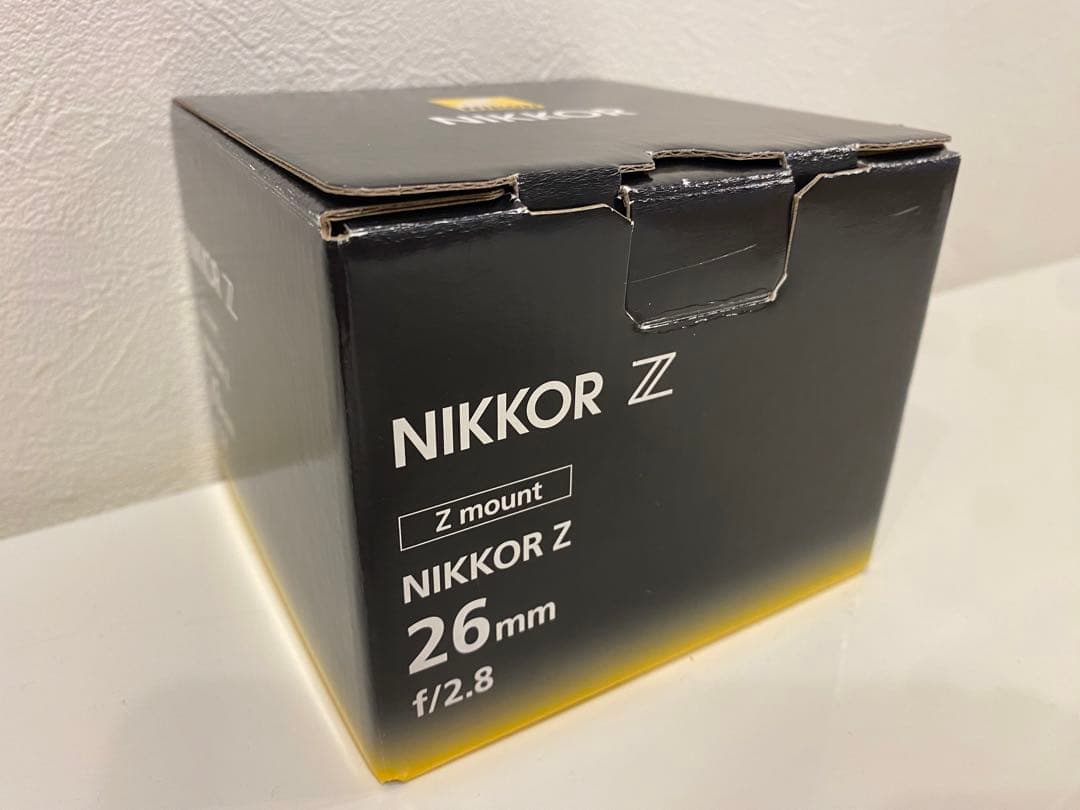 NIKKOR
NIKKOR Z
Z mount
NIKKOR Z
26mm
f/2.8